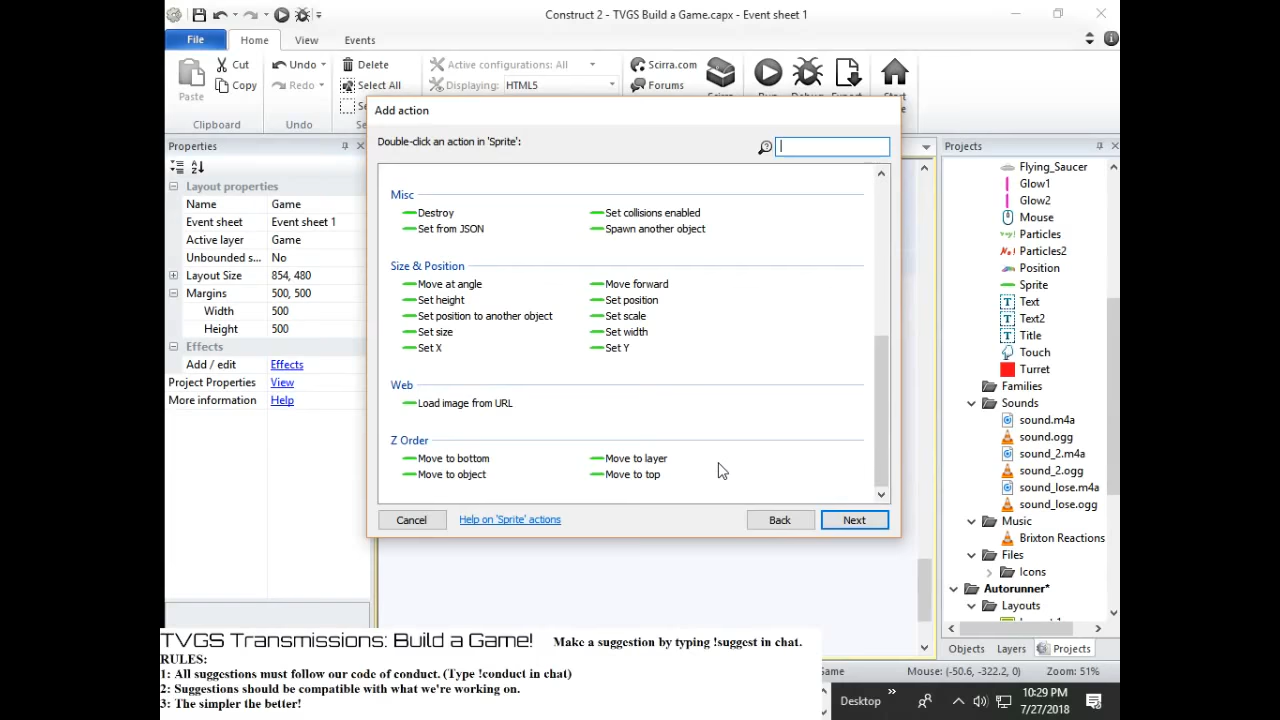 Construct 2 - TVGS Build a Game.capx - Event sheet 1
File
Home
View
Events
Paste
Cut
Copy
Clipboard
Undo
Redo
Undo
Delete
Select All
Active configurations: All
Displaying: HTML5
Scirra.com
Forums
Add action
Double-click an action in 'Sprite':
Misc
Destroy
Set collisions enabled
Set from JSON
Spawn another object
Size & Position
Move at angle
Move forward
Set height
Set position
Set position to another object
Set scale
Set size
Set width
Set X
Set Y
Web
Load image from URL
Z Order
Move to bottom
Move to layer
Move to object
Move to top
Cancel
Help on 'Sprite' actions
Back
Next
Properties
Layout properties
Name Game
Event sheet Event sheet 1
Active layer Game
Unbounded s... No
Layout Size 854, 480
Margins 500, 500
Width 500
Height 500
Effects
Add / edit Effects
Project Properties View
More information Help
Projects
Flying_Saucer
Glow1
Glow2
Mouse
Particles
Particles2
Position
Sprite
Text
Text2
Title
Touch
Turret
Families
Sounds
sound.m4a
sound.ogg
sound_2.m4a
sound_2.ogg
sound_lose.m4a
sound_lose.ogg
Music
Brixton Reactions
Files
Icons
Autorunner*
Layouts
Objects
Layers
Projects
Mouse: (-50.6, -322.2, 0)
Zoom: 51%
TVGS Transmissions: Build a Game!
Make a suggestion by typing !suggest in chat.
RULES:
1: All suggestions must follow our code of conduct. (Type !conduct in chat)
2: Suggestions should be compatible with what we're working on.
3: The simpler the better!
Desktop
10:29 PM
7/27/2018